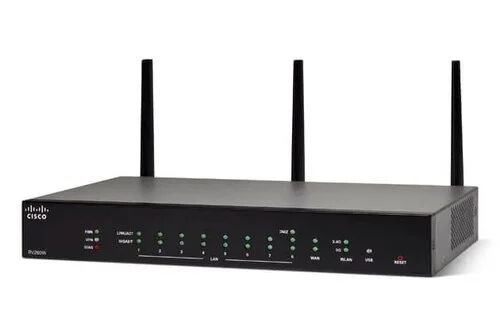 CISCO
PWR LINK/ACT DMZ
VPN GIGABIT 2.4G
DIAG 5G
1 2 3 4 5 6 7 8 WAN WLAN USB RESET
LAN
RV260W